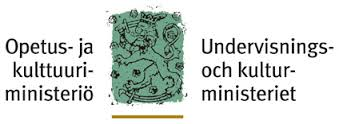 Opetus- ja
kulttuuri-
ministeriö
Undervisnings-
och kultur-
ministeriet